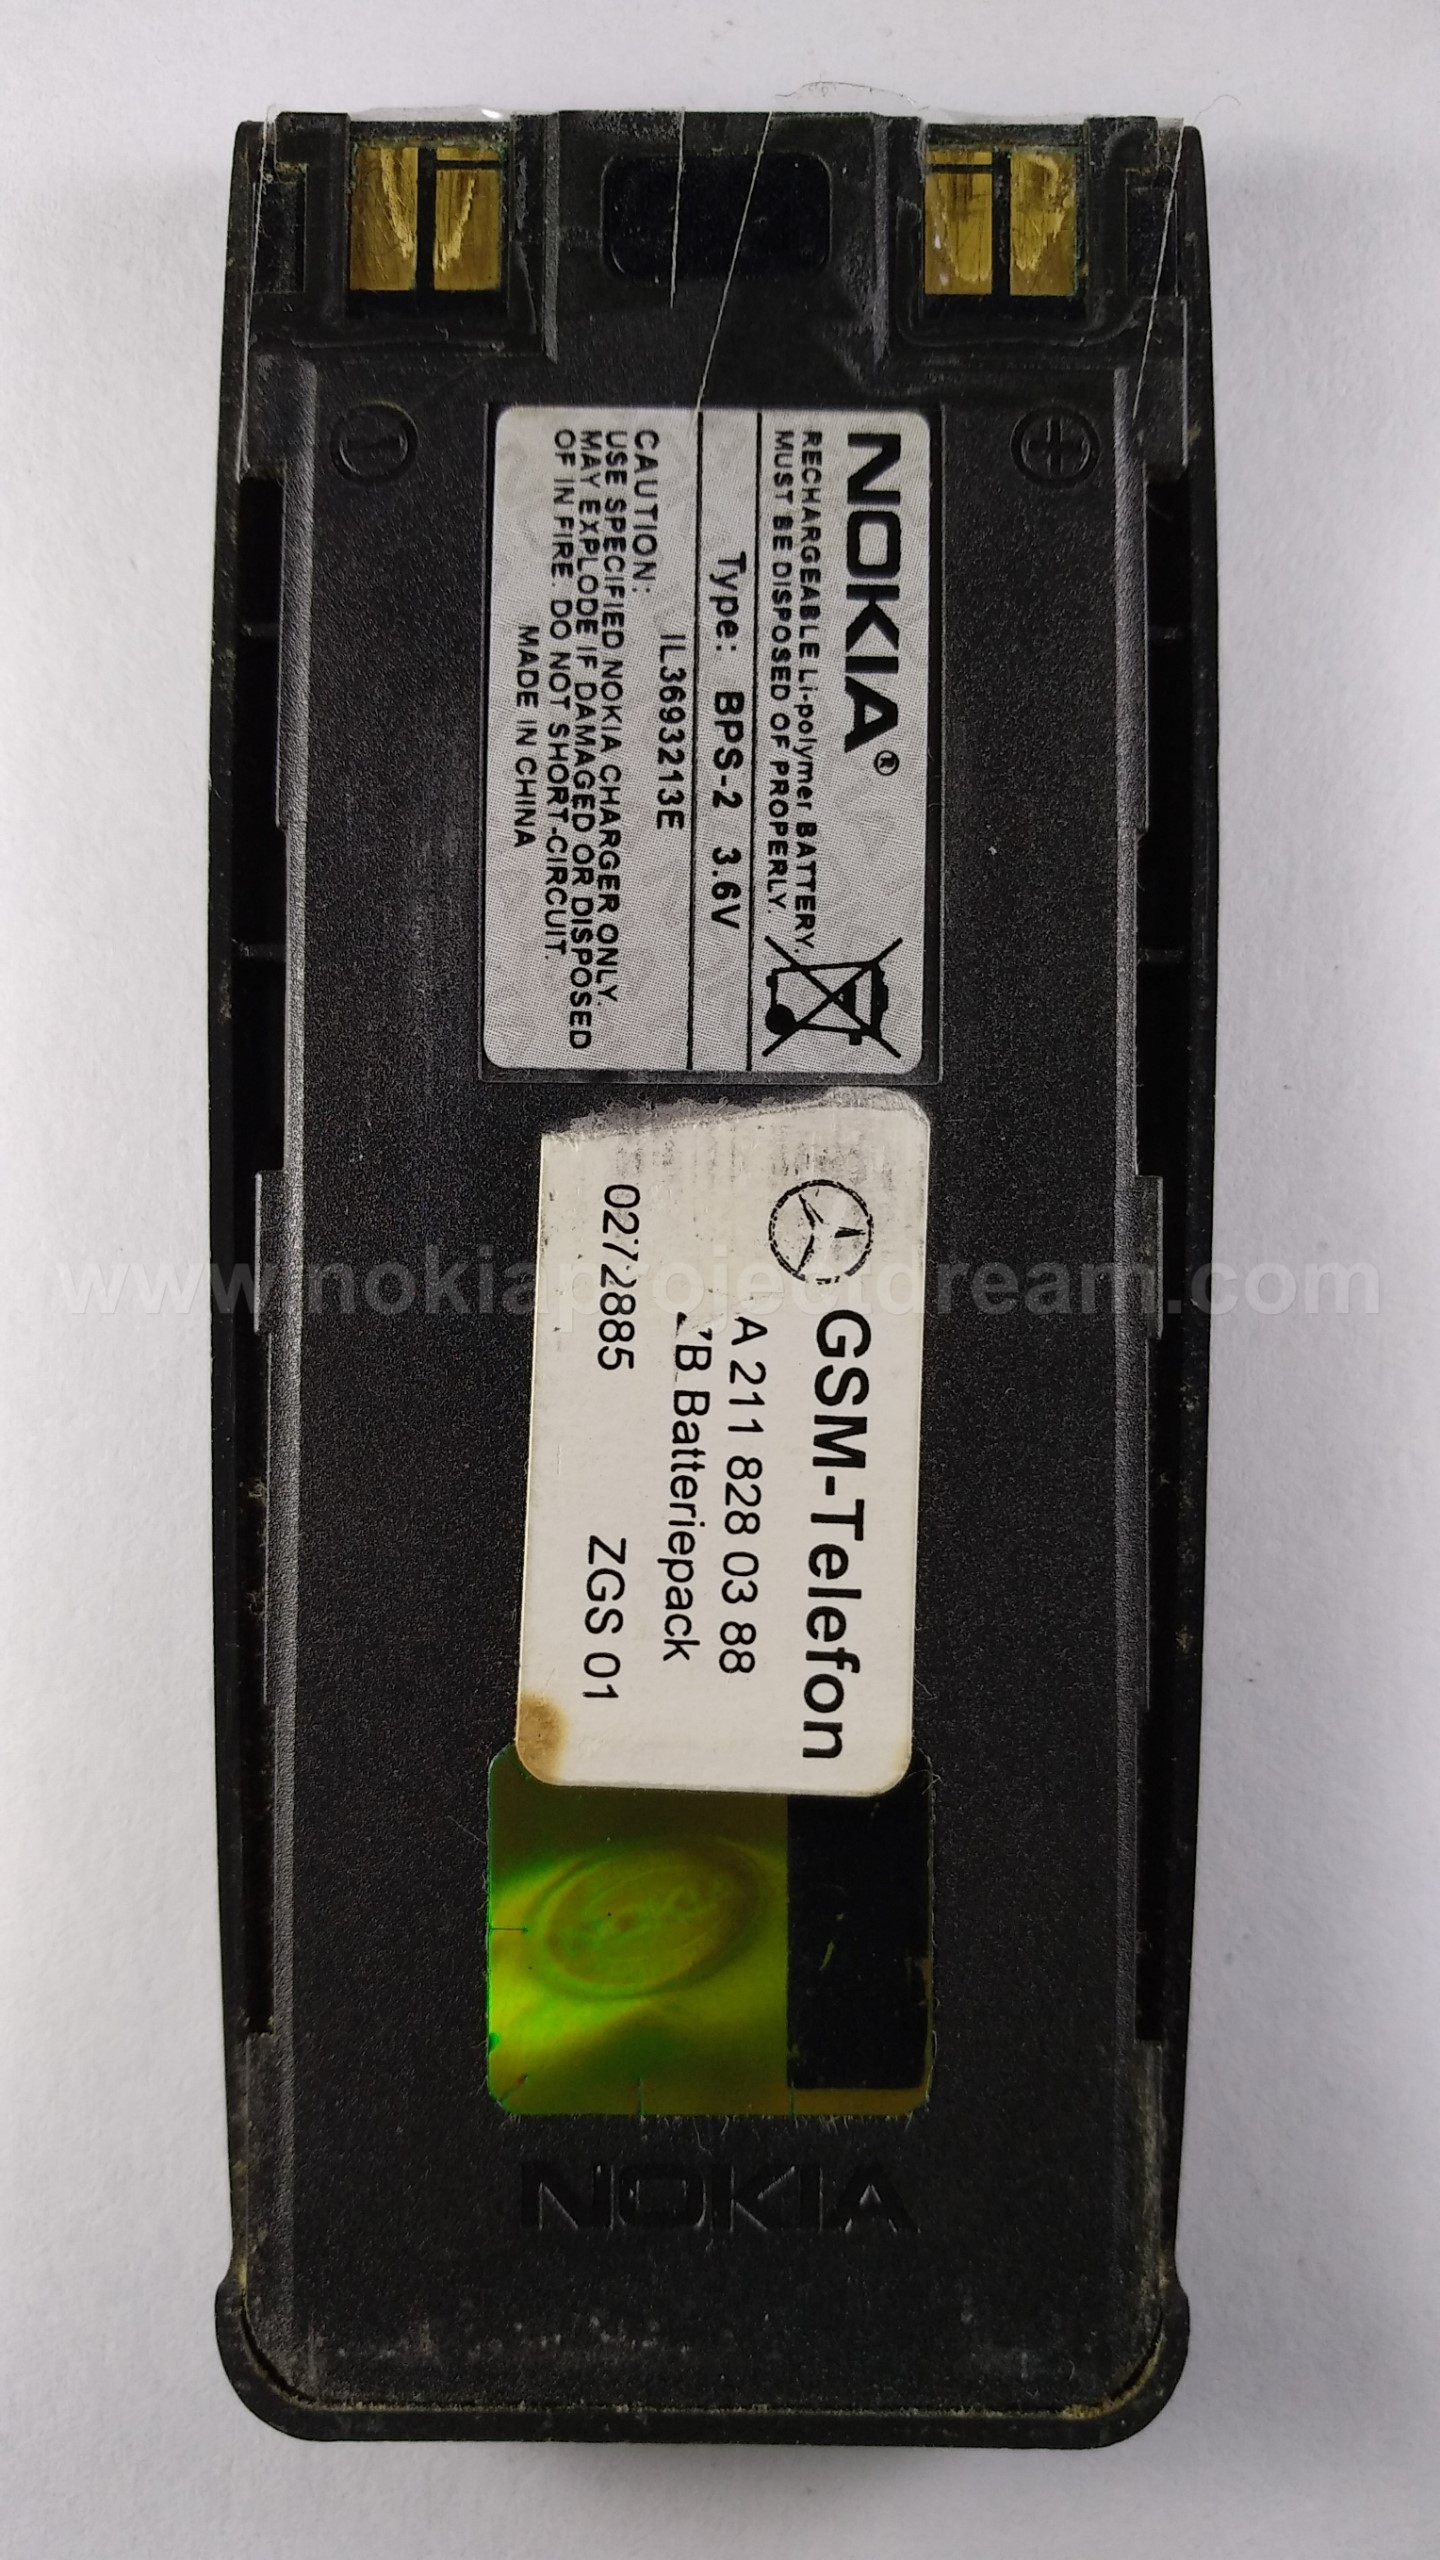 NOKIA®
RECHARGEABLE Li-polymer BATTERY.
MUST BE DISPOSED OF PROPERLY.
Type: BPS-2 3.6V
IL3693213E
CAUTION:
USE SPECIFIED NOKIA CHARGER ONLY.
MAY EXPLODE IF DAMAGED OR DISPOSED
OF IN FIRE. DO NOT SHORT-CIRCUIT.
MADE IN CHINA
GSM-Telefon
A 211 828 03 88
Batteriepack
0272885 ZGS 01
www.nokiaprojectdream.com
NOKIA
NOKIA